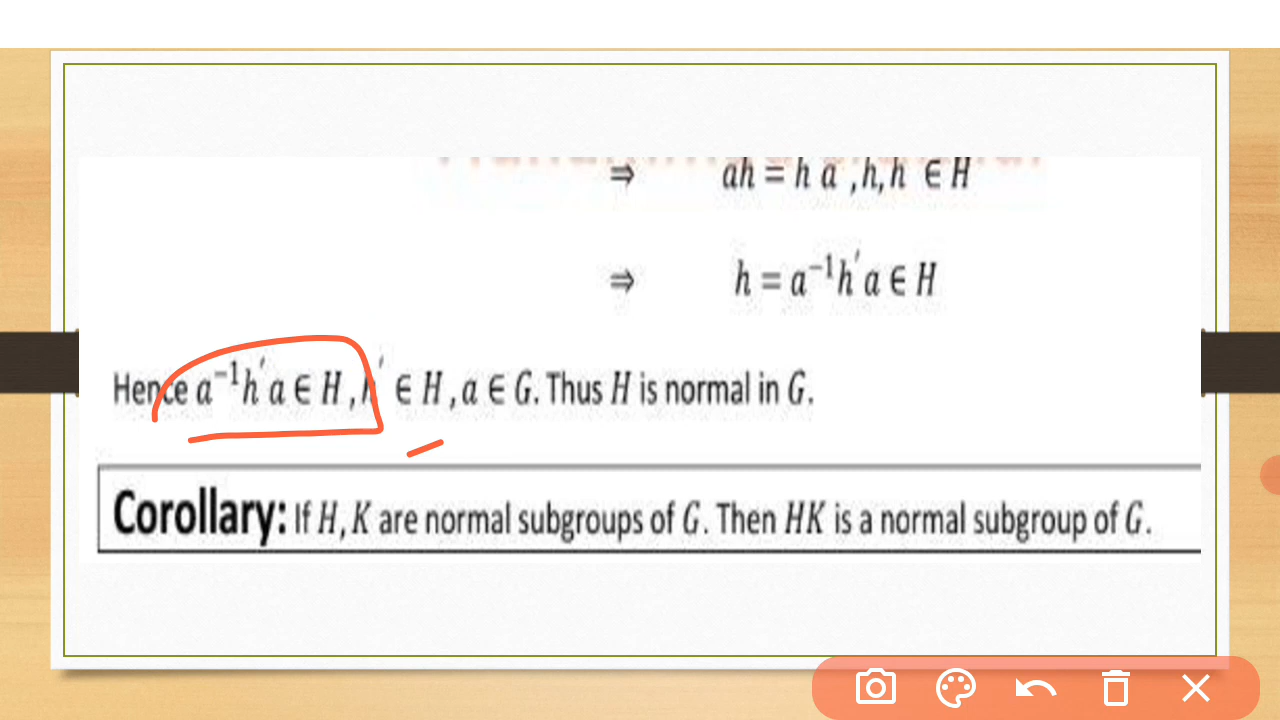 ⇒ ah = h a ,h,h ∈ H
⇒ h = a⁻¹h′a ∈ H
Hence a⁻¹h′a ∈ H ,h′ ∈ H ,a ∈ G. Thus H is normal in G.
Corollary: If H,K are normal subgroups of G. Then HK is a normal subgroup of G.